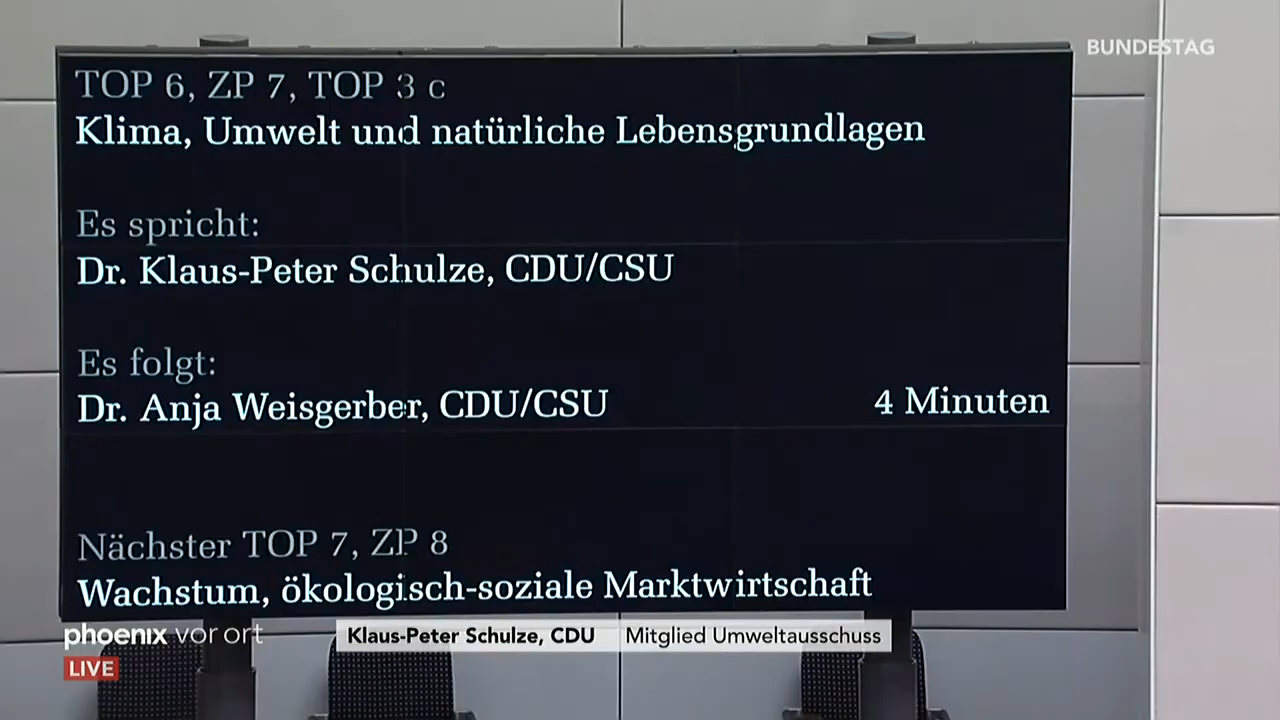 BUNDESTAG
TOP 6, ZP 7, TOP 3 c
Klima, Umwelt und natürliche Lebensgrundlagen
Es spricht:
Dr. Klaus-Peter Schulze, CDU/CSU
Es folgt:
Dr. Anja Weisgerber, CDU/CSU 4 Minuten
Nächster TOP 7, ZP 8
Wachstum, ökologisch-soziale Marktwirtschaft
phoenix vor ort
Klaus-Peter Schulze, CDU Mitglied Umweltausschuss
LIVE